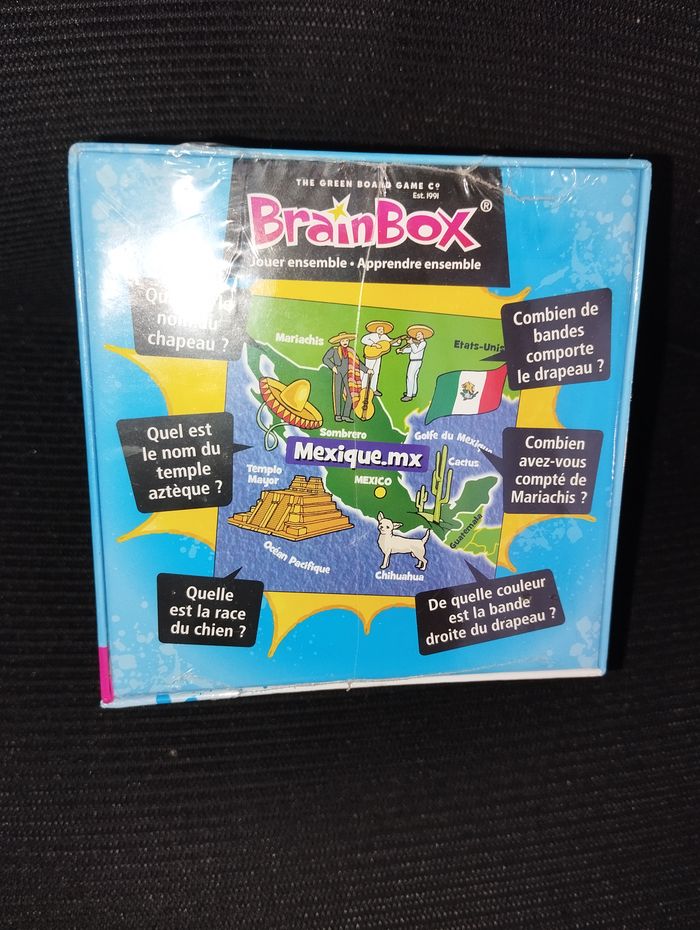 THE GREEN BOARD GAME Co
Est. 1991
BrainBox®
Jouer ensemble • Apprendre ensemble
nom du
chapeau ?
Mariachis
Etats-Unis
Combien de
bandes
comporte
le drapeau ?
Quel est
le nom du
temple
aztèque ?
Sombrero
Golfe du Mexique
Mexique.mx
Templo
Mayor
MEXICO
Cactus
Combien
avez-vous
compté de
Mariachis ?
Guatemala
Océan Pacifique
Chihuahua
Quelle
est la race
du chien ?
De quelle couleur
est la bande
droite du drapeau ?